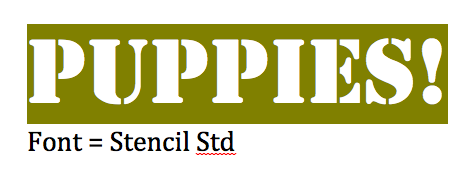 PUPPIES!
Font = Stencil Std